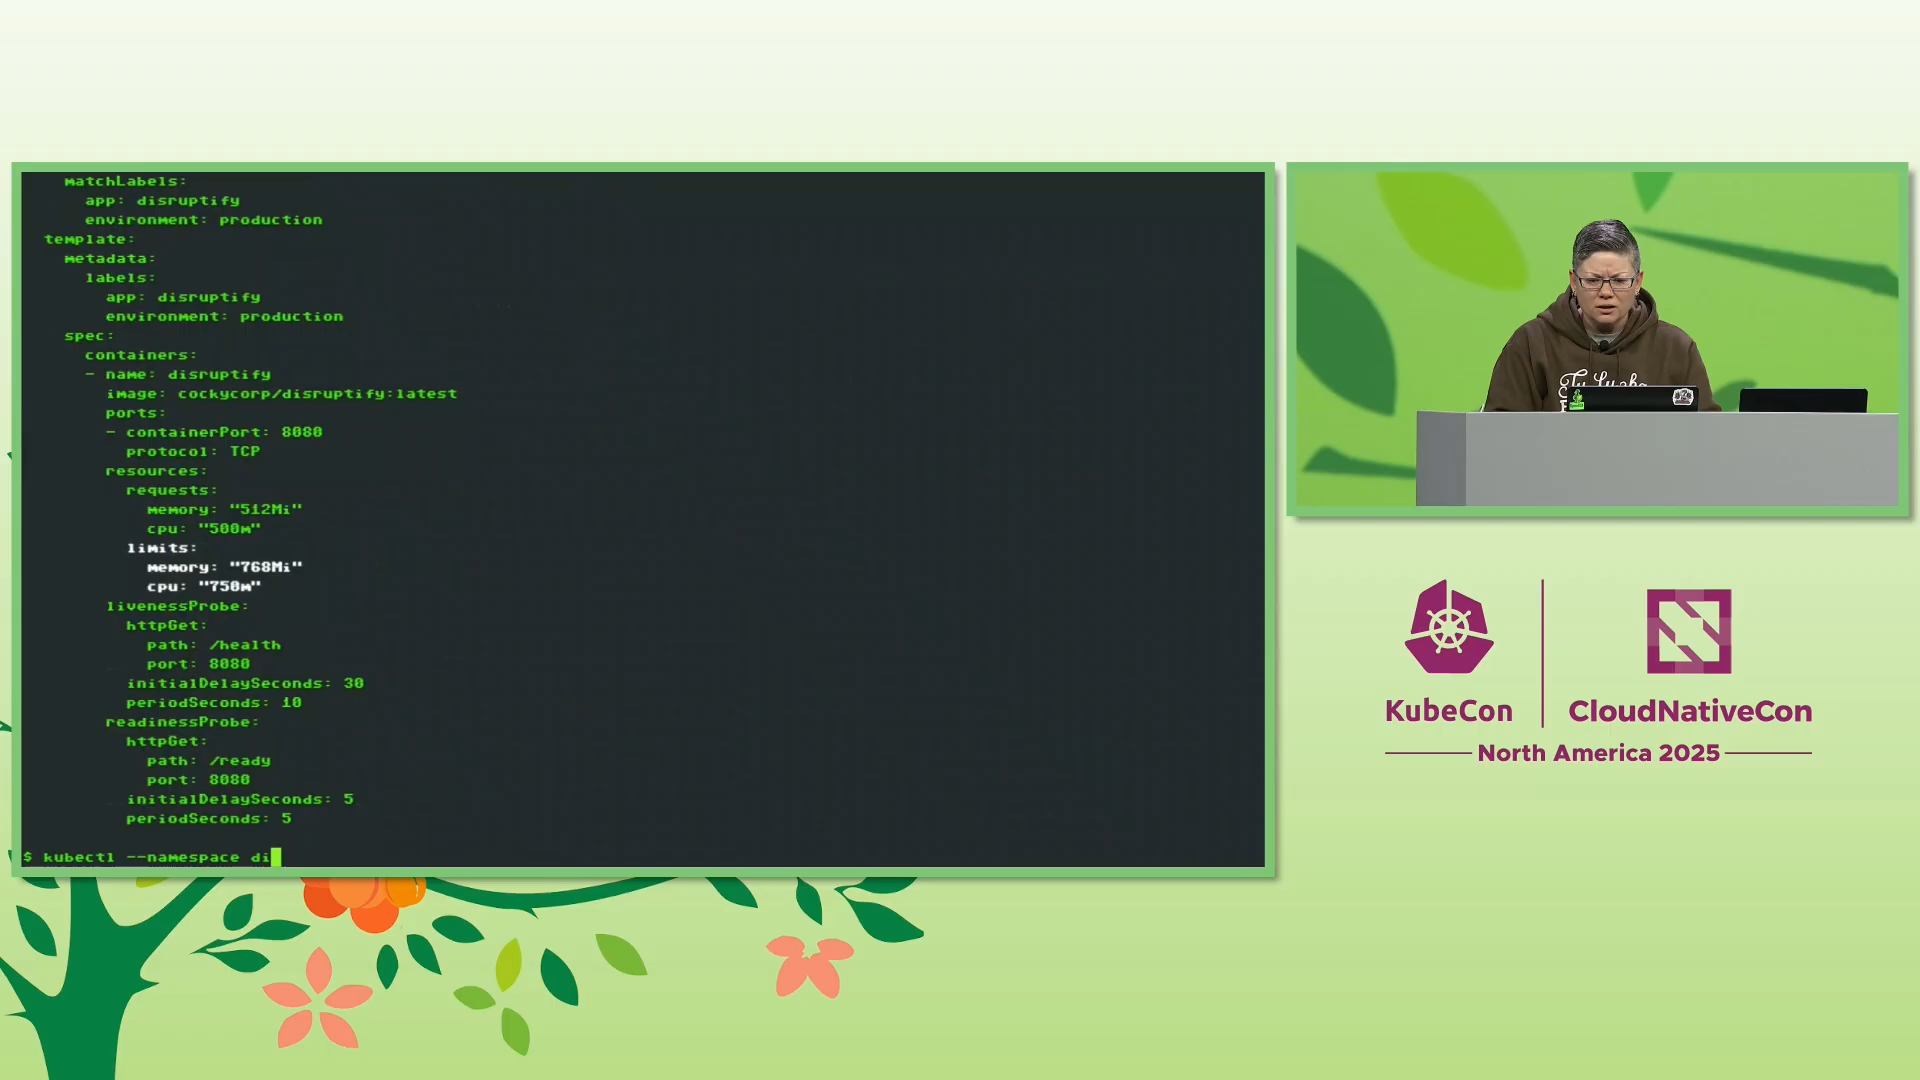 matchLabels:
app: disruptify
environment: production
template:
metadata:
labels:
app: disruptify
environment: production
spec:
containers:
- name: disruptify
image: cockycorp/disruptify:latest
ports:
- containerPort: 8080
protocol: TCP
resources:
requests:
memory: "512Mi"
cpu: "500m"
limits:
memory: "768Mi"
cpu: "750m"
livenessProbe:
httpGet:
path: /health
port: 8080
initialDelaySeconds: 30
periodSeconds: 10
readinessProbe:
httpGet:
path: /ready
port: 8080
initialDelaySeconds: 5
periodSeconds: 5
$ kubectl --namespace di
KubeCon
CloudNativeCon
North America 2025